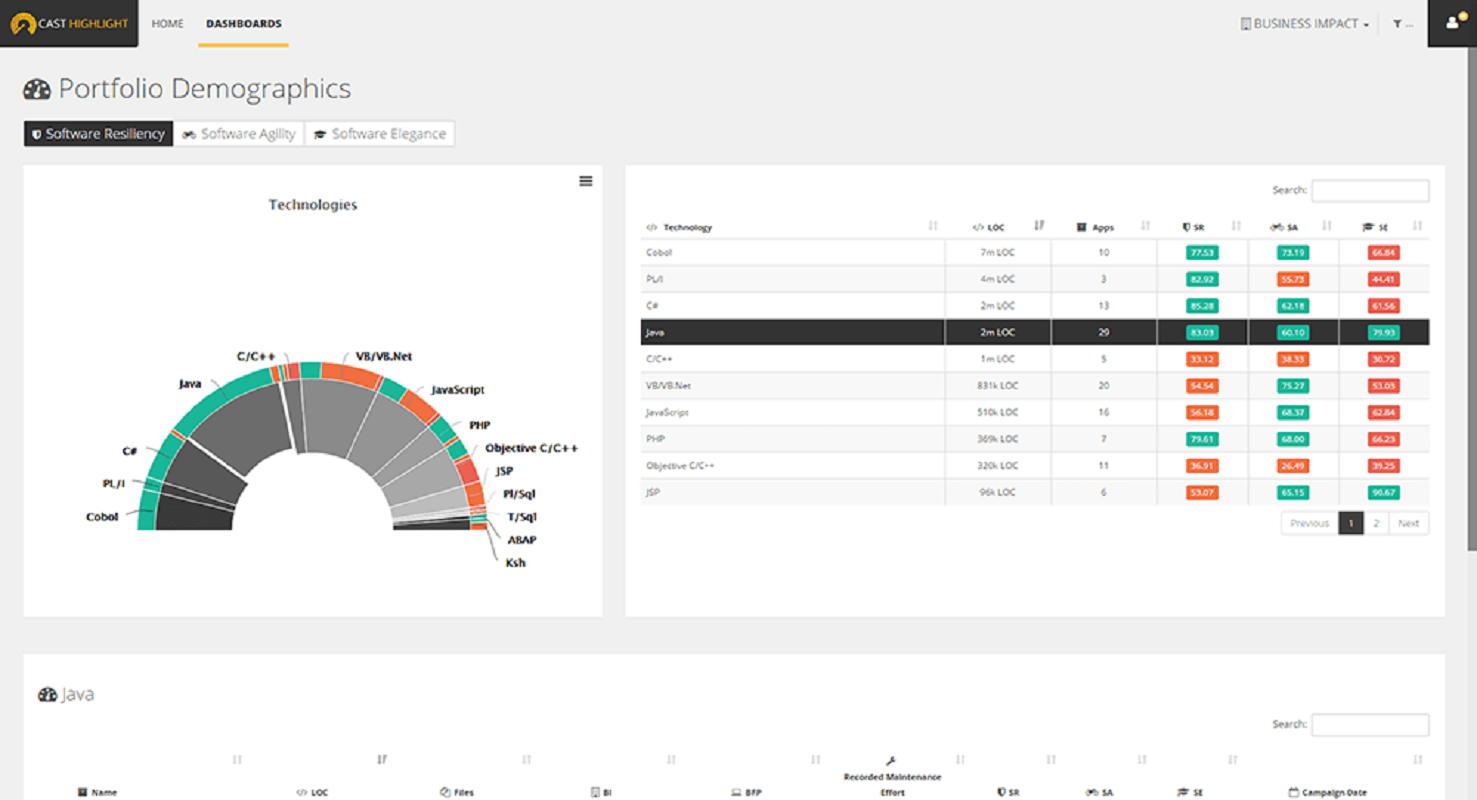 CAST HIGHLIGHT HOME DASHBOARDS BUSINESS IMPACT ...
Portfolio Demographics
Software Resiliency Software Agility Software Elegance
Technologies
C/C++ VB/VB.Net
Java JavaScript
PHP
C# Objective C/C++
JSP
PL/I Pl/Sql
Cobol T/Sql
ABAP
Ksh
Search:
</> Technology </> LOC Apps SR SA SE
Cobol 7m LOC 10 77.53 73.19 66.84
PL/I 4m LOC 3 82.92 55.73 44.41
C# 2m LOC 13 85.28 62.18 61.56
Java 2m LOC 29 83.03 60.10 79.93
C/C++ 1m LOC 5 33.12 38.33 30.72
VB/VB.Net 831k LOC 20 54.54 75.27 53.03
JavaScript 510k LOC 16 56.18 68.37 62.84
PHP 369k LOC 7 79.61 68.00 66.23
Objective C/C++ 320k LOC 11 36.91 26.49 39.25
JSP 96k LOC 6 53.07 65.15 90.67
Previous 1 2 Next
Java
Search:
Name </> LOC Files BI BFP Recorded Maintenance Effort SR SA SE Campaign Date